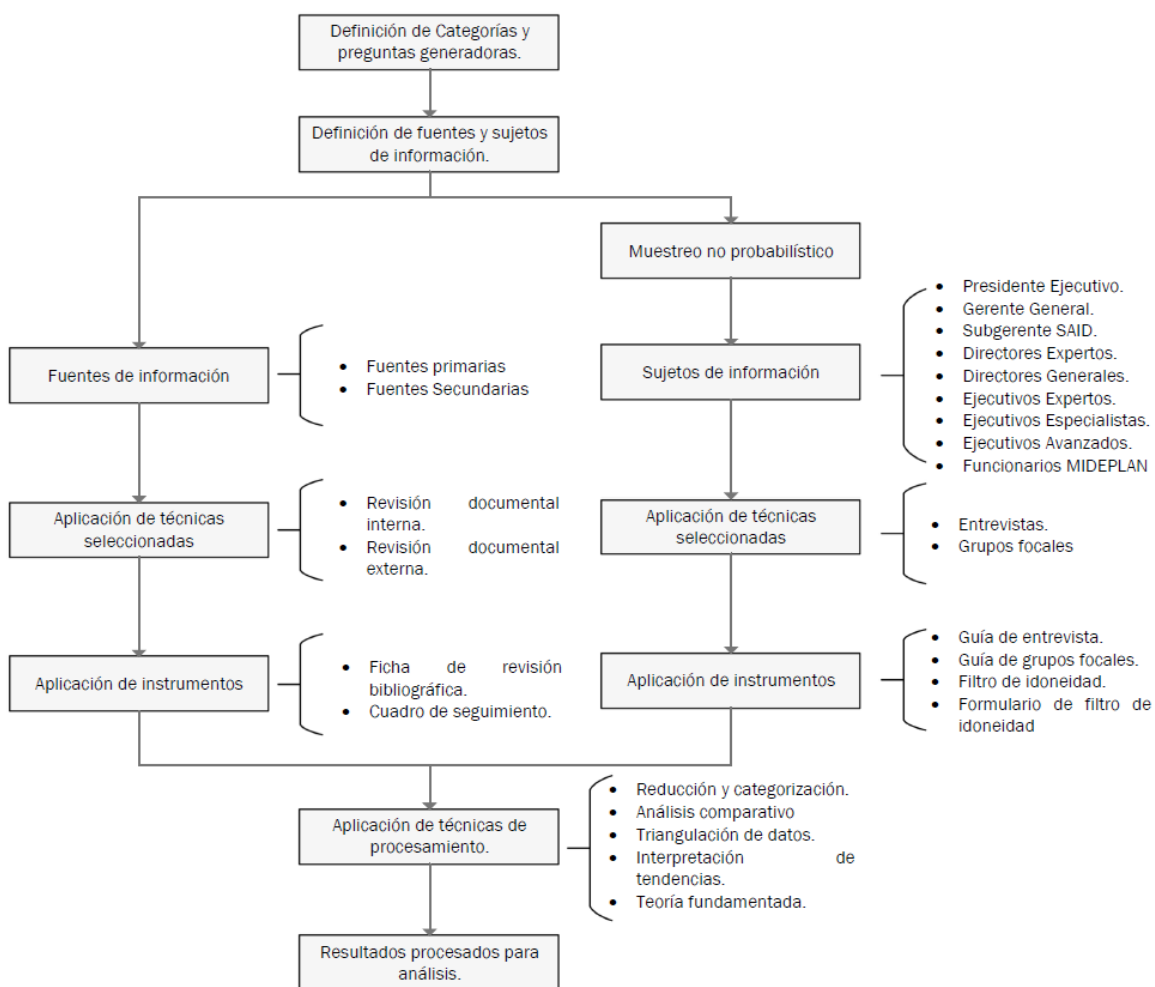 Definición de Categorías y
preguntas generadoras.
Definición de fuentes y sujetos
de información.
Muestreo no probabilístico
Fuentes de información
• Fuentes primarias
• Fuentes Secundarias
Sujetos de información
• Presidente Ejecutivo.
• Gerente General.
• Subgerente SAID.
• Directores Expertos.
• Directores Generales.
• Ejecutivos Expertos.
• Ejecutivos Especialistas.
• Ejecutivos Avanzados.
• Funcionarios MIDEPLAN
Aplicación de técnicas
seleccionadas
• Revisión documental
interna.
• Revisión documental
externa.
Aplicación de técnicas
seleccionadas
• Entrevistas.
• Grupos focales
Aplicación de instrumentos
• Ficha de revisión
bibliográfica.
• Cuadro de seguimiento.
Aplicación de instrumentos
• Guía de entrevista.
• Guía de grupos focales.
• Filtro de idoneidad.
• Formulario de filtro de
idoneidad
Aplicación de técnicas de
procesamiento.
• Reducción y categorización.
• Análisis comparativo
• Triangulación de datos.
• Interpretación de
tendencias.
• Teoría fundamentada.
Resultados procesados para
análisis.